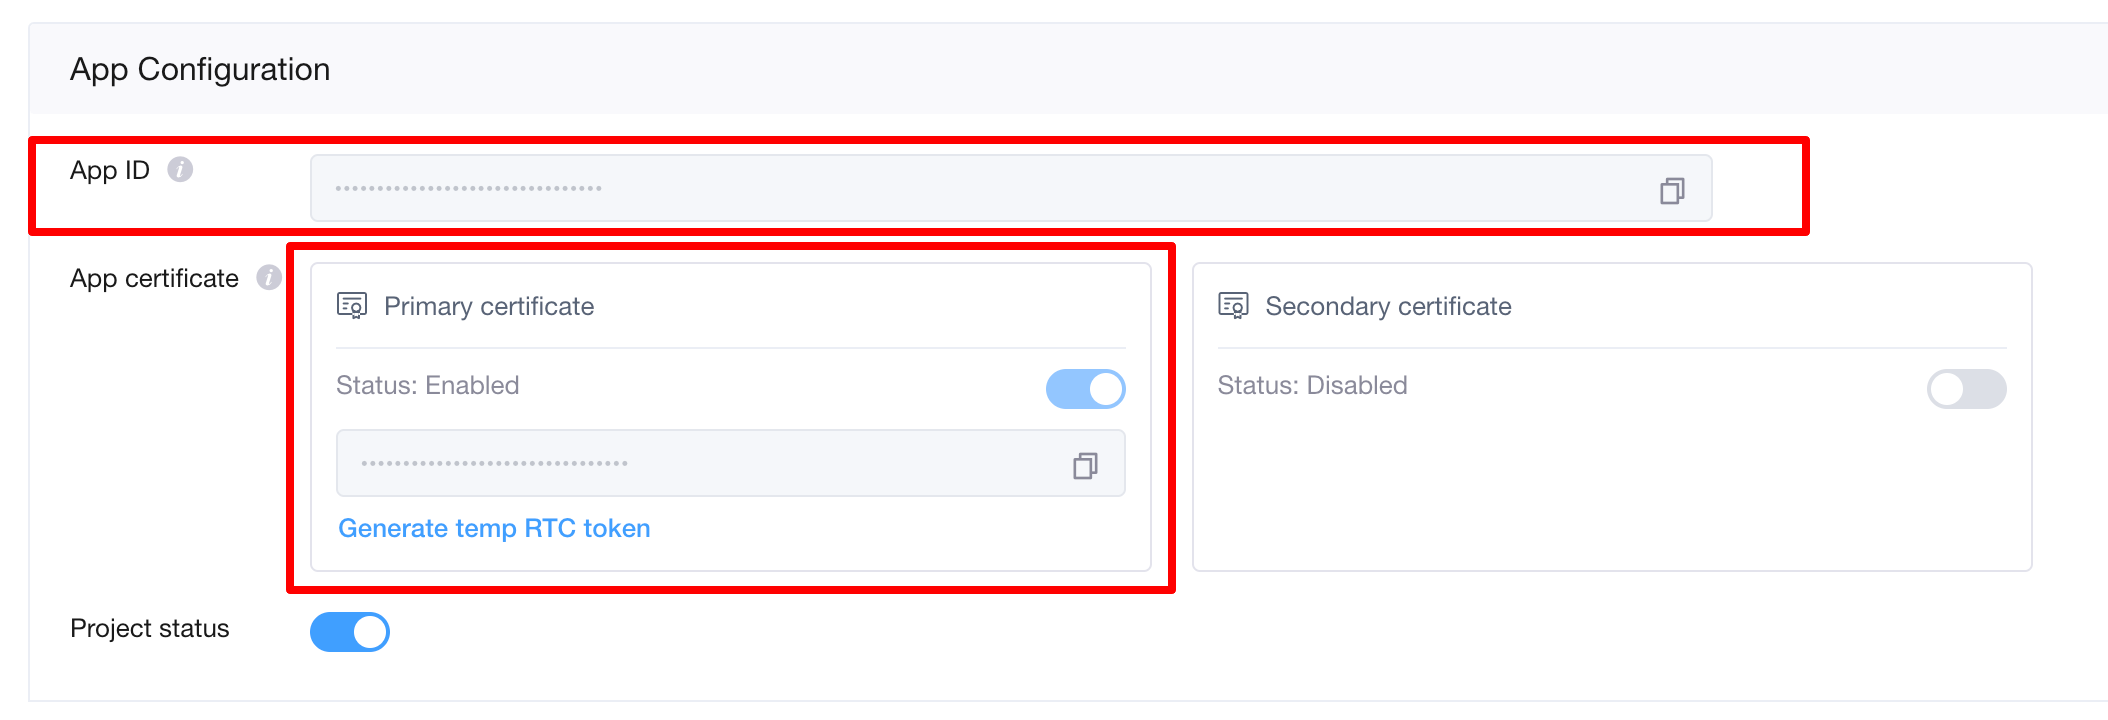 App Configuration
App ID
App certificate
Primary certificate
Status: Enabled
Generate temp RTC token
Secondary certificate
Status: Disabled
Project status